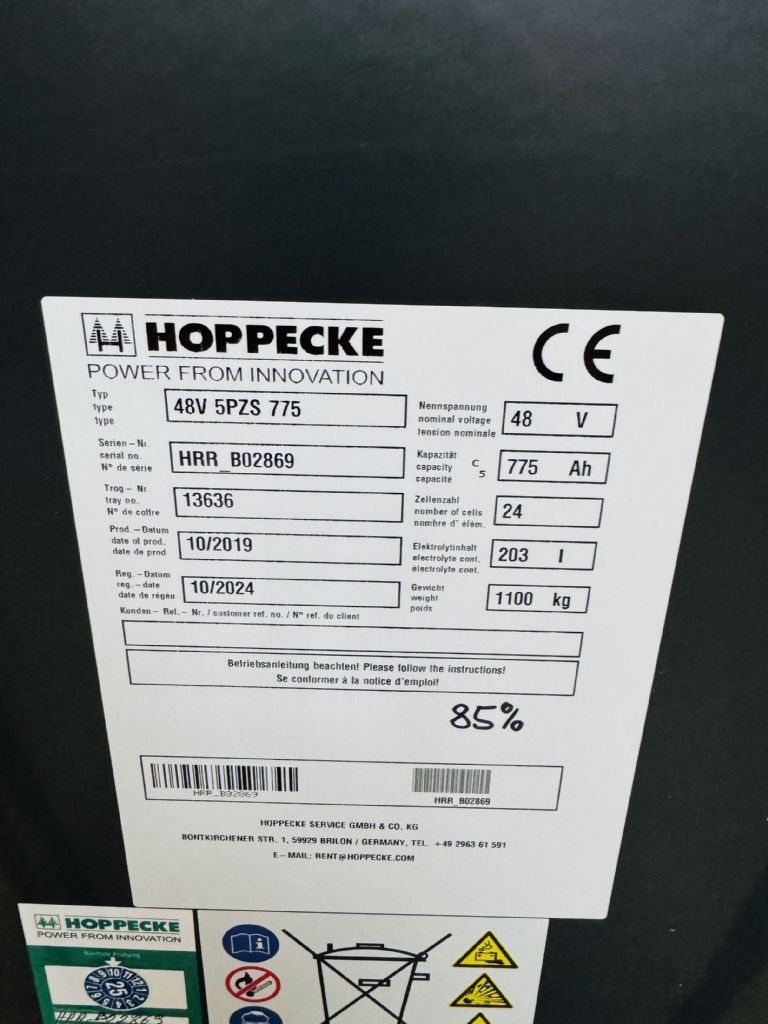 HOPPECKE
POWER FROM INNOVATION
CE
Typ
type
type
48V 5PZS 775
Nennspannung
nominal voltage
tension nominale
48 V
Serien – Nr.
serial no.
N° de série
HRR_B02869
Kapazität
capacity
capacité
C5
775 Ah
Trog – Nr.
tray no.
N° de coffre
13636
Zellenzahl
number of cells
nombre d' élém.
24
Prod. – Datum
date of prod.
date de prod
10/2019
Elektrolytinhalt
electrolyte cont.
électrolyte cont.
203 l
Reg. – Datum
reg. – date
date de régen
10/2024
Gewicht
weight
poids
1100 kg
Kunden – Ref. – Nr. / customer ref. no. / N° ref. du client
Betriebsanleitung beachten! Please follow the instructions!
Se conformer à la notice d'emploi!
85%
HRR_B02869
HRR_B02869
HOPPECKE SERVICE GMBH & CO. KG
BONTKIRCHENER STR. 1, 59929 BRILON / GERMANY, TEL. +49 2963 61 591
E – MAIL: RENT@HOPPECKE.COM
HOPPECKE
POWER FROM INNOVATION
Nächste Prüfung
25